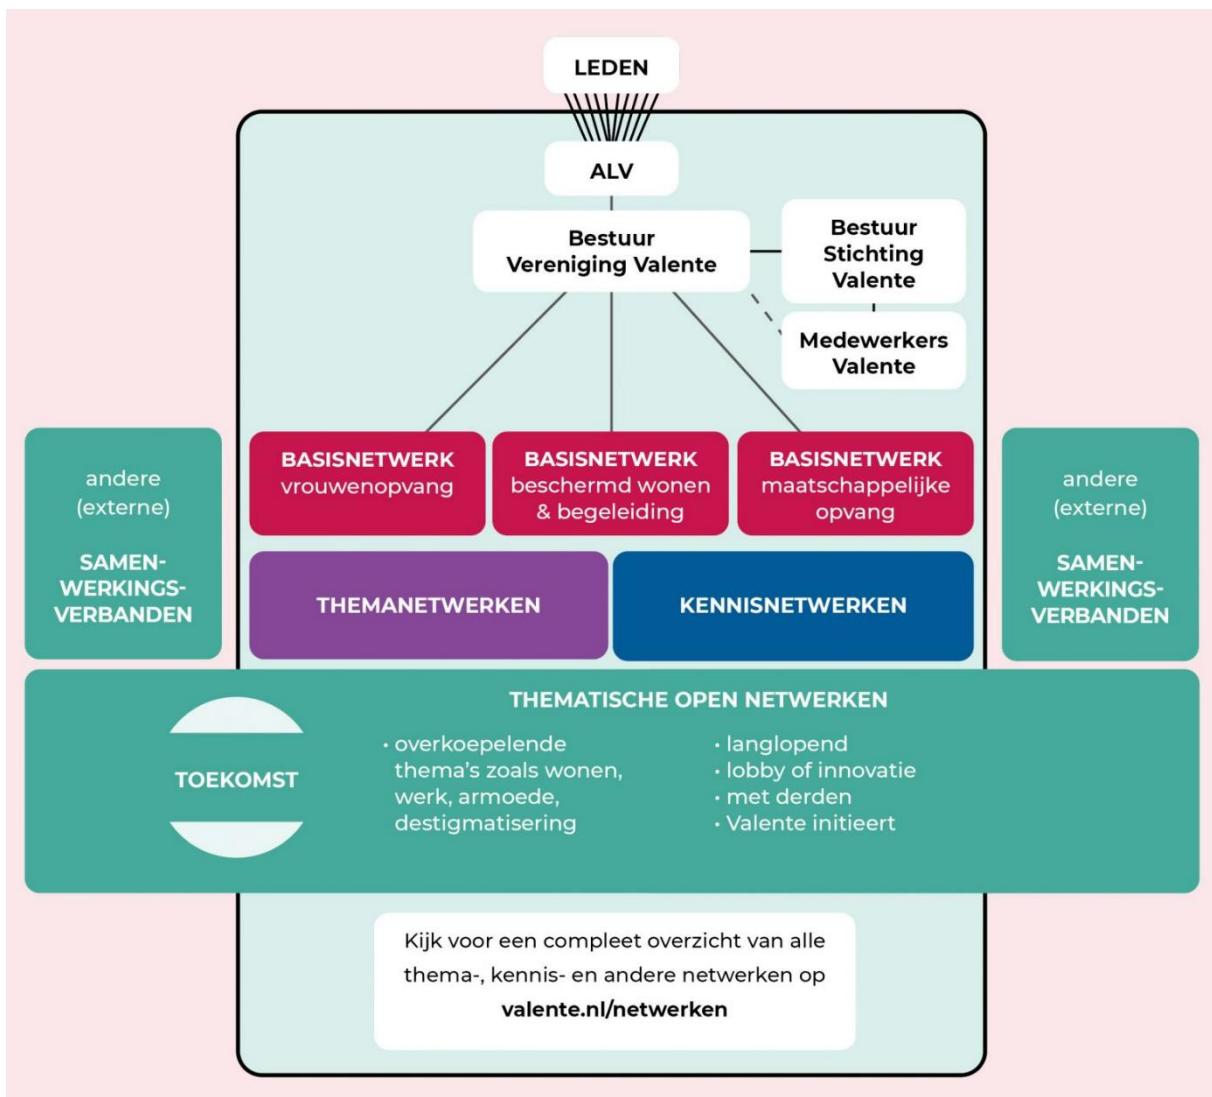 LEDEN
ALV
Bestuur
Vereniging Valente
Bestuur
Stichting
Valente
Medewerkers
Valente
andere
(externe)
SAMEN-
WERKINGS-
VERBANDEN
BASISNETWERK
vrouwenopvang
BASISNETWERK
beschermd wonen
& begeleiding
BASISNETWERK
maatschappelijke
opvang
andere
(externe)
SAMEN-
WERKINGS-
VERBANDEN
THEMANETWERKEN
KENNISNETWERKEN
THEMATISCHE OPEN NETWERKEN
TOEKOMST
• overkoepelende
thema’s zoals wonen,
werk, armoede,
destigmatisering
• langlopend
• lobby of innovatie
• met derden
• Valente initieert
Kijk voor een compleet overzicht van alle
thema-, kennis- en andere netwerken op
valente.nl/netwerken